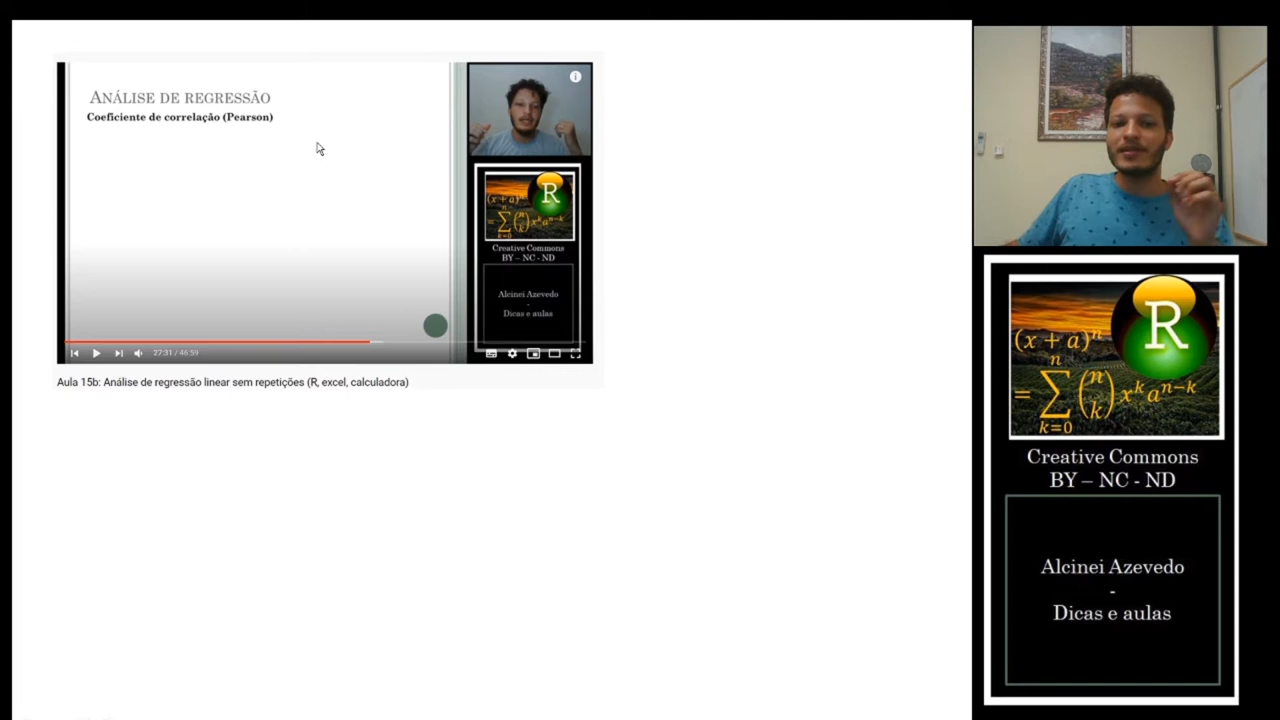 ANÁLISE DE REGRESSÃO
Coeficiente de correlação (Pearson)
i
R
(x + a)^n
= ∑ (n k) x^k a^{n-k}
n
k=0
Creative Commons
BY – NC - ND
Alcinei Azevedo
-
Dicas e aulas
27:31 / 46:59
Aula 15b: Análise de regressão linear sem repetições (R, excel, calculadora)
R
(x + a)^n
n
= ∑ (n k) x^k a^{n-k}
k=0
Creative Commons
BY – NC - ND
Alcinei Azevedo
-
Dicas e aulas